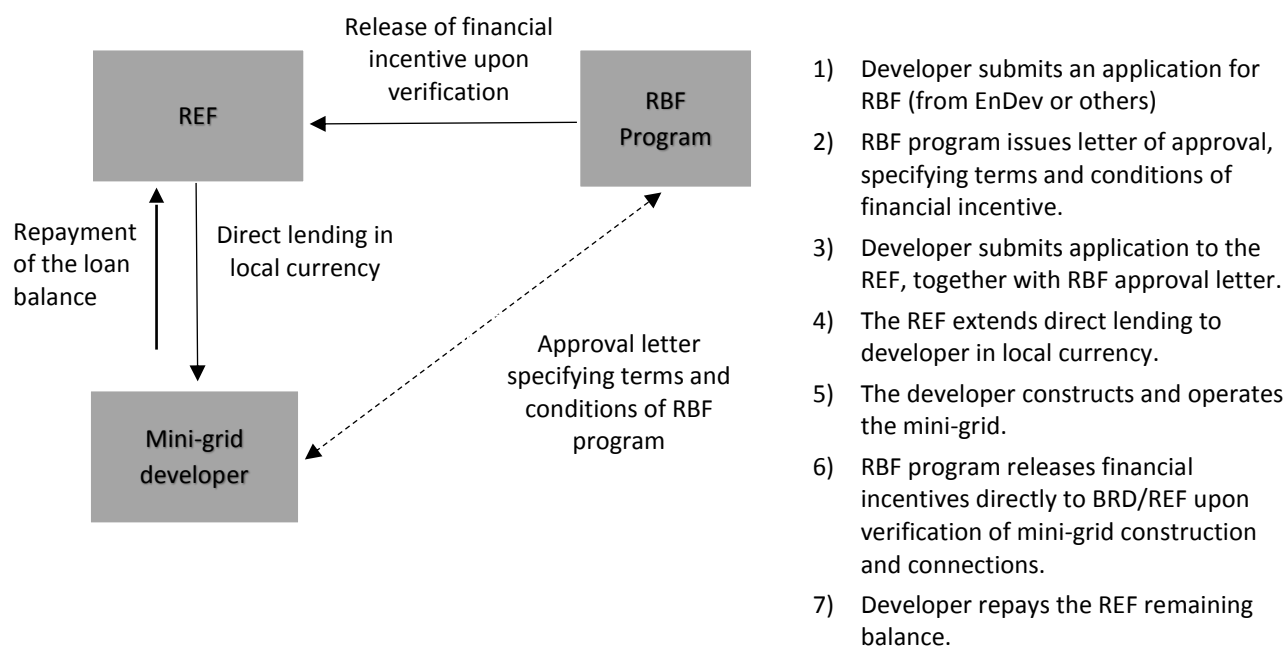 Release of financial
incentive upon
verification
REF
RBF
Program
Repayment
of the loan
balance
Direct lending in
local currency
Approval letter
specifying terms and
conditions of RBF
program
Mini-grid
developer
1) Developer submits an application for
RBF (from EnDev or others)
2) RBF program issues letter of approval,
specifying terms and conditions of
financial incentive.
3) Developer submits application to the
REF, together with RBF approval letter.
4) The REF extends direct lending to
developer in local currency.
5) The developer constructs and operates
the mini-grid.
6) RBF program releases financial
incentives directly to BRD/REF upon
verification of mini-grid construction
and connections.
7) Developer repays the REF remaining
balance.